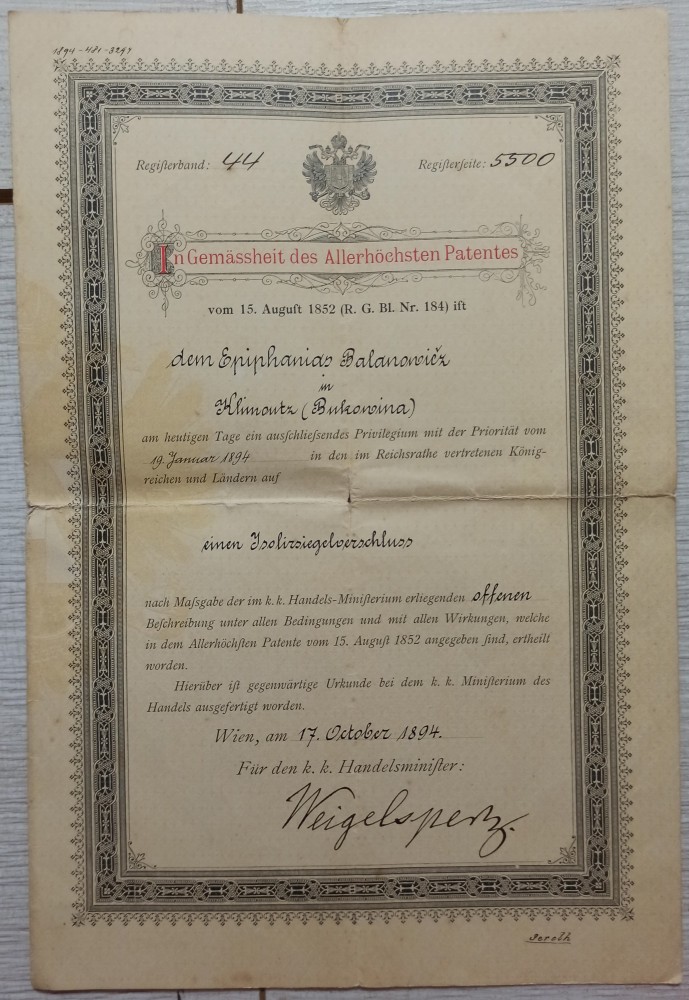 1894-481-3297
Regiſterband: 44 Regiſterſeite: 5500
In Gemässheit des Allerhöchsten Patentes
vom 15. Auguſt 1852 (R. G. Bl. Nr. 184) iſt
dem Epiphanias Balanowicz
in
Klimoutz (Bukowina)
am heutigen Tage ein ausſchlieſsendes Privilegium mit der Priorität vom
19. Januar 1894 in den im Reichsrathe vertretenen König-
reichen und Ländern auf
einen Isolirsiegelverschluss
nach Maſsgabe der im k. k. Handels-Miniſterium erliegenden offenen
Beſchreibung unter allen Bedingungen und mit allen Wirkungen, welche
in dem Allerhöchſten Patente vom 15. Auguſt 1852 angegeben ſind, ertheilt
worden.
Hierüber iſt gegenwärtige Urkunde bei dem k. k. Miniſterium des
Handels ausgefertigt worden.
Wien, am 17. October 1894.
Für den k. k. Handelsminiſter:
Weigelsperg.